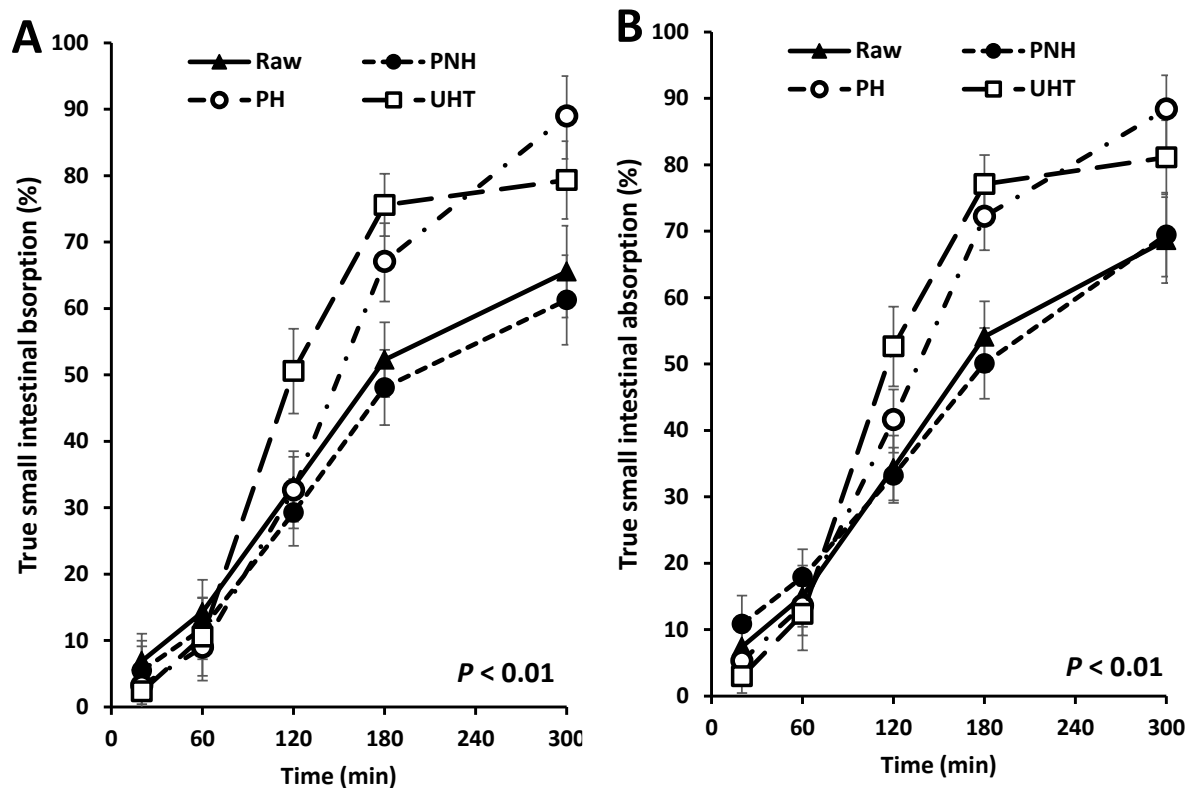 A
True small intestinal bsorption (%)
100
90
80
70
60
50
40
30
20
10
0
Raw
PNH
PH
UHT
P < 0.01
0
60
120
180
240
300
Time (min)
B
True small intestinal absorption (%)
100
90
80
70
60
50
40
30
20
10
0
Raw
PNH
PH
UHT
P < 0.01
0
60
120
180
240
300
Time (min)